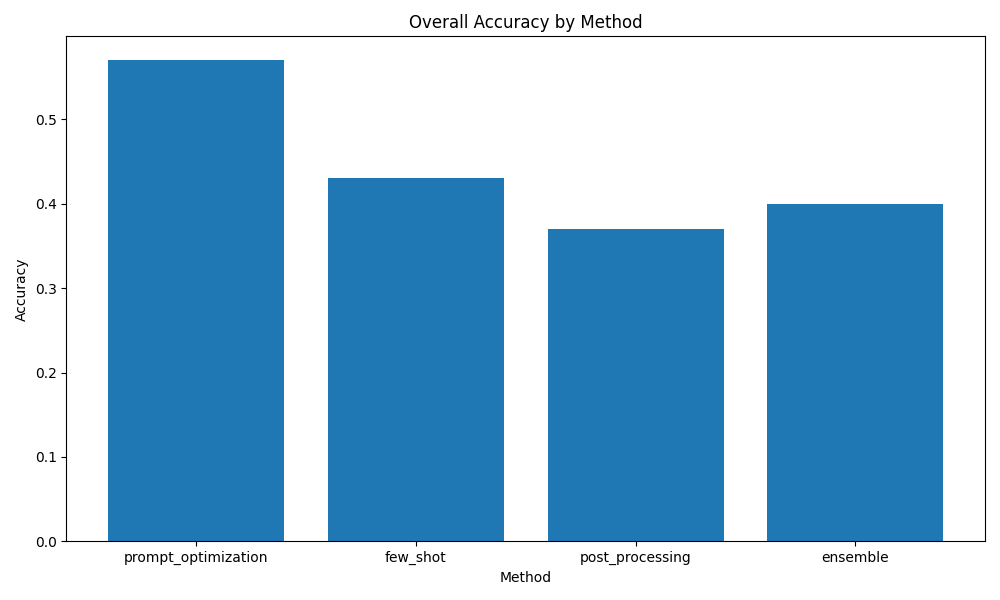 Overall Accuracy by Method
Accuracy
0.5
0.4
0.3
0.2
0.1
0.0
prompt_optimization few_shot post_processing ensemble
Method